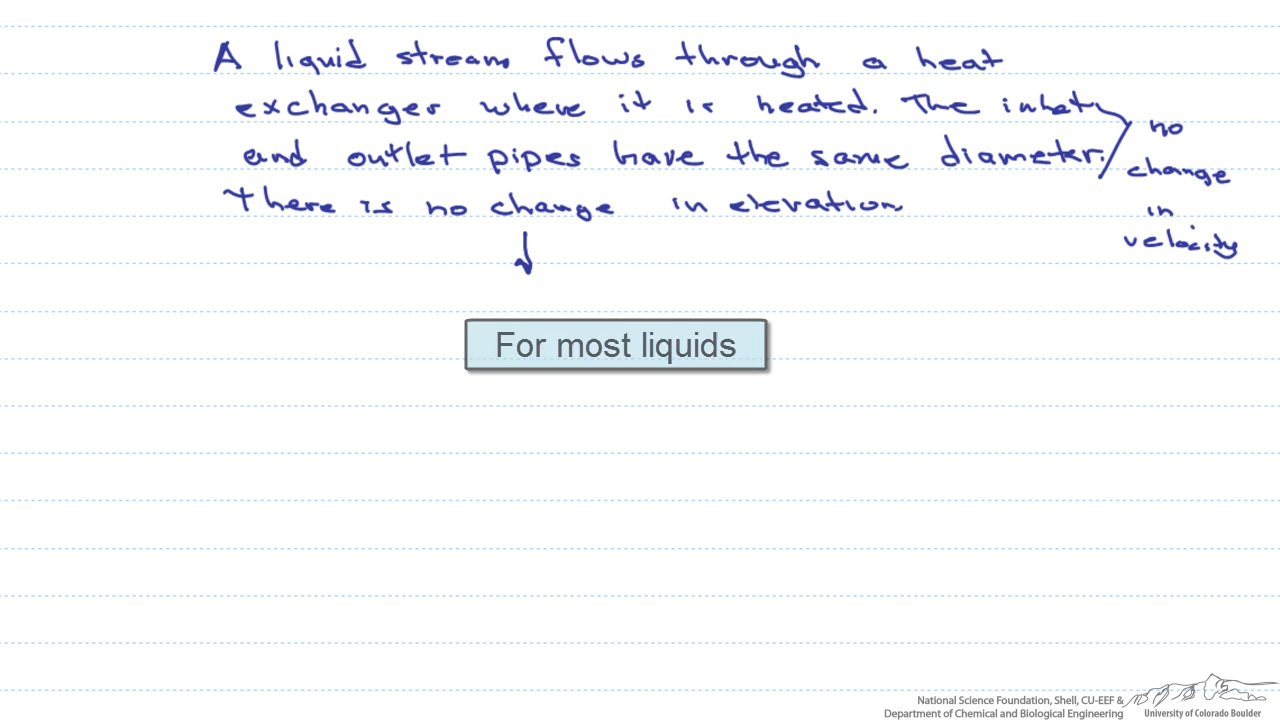 A liquid stream flows through a heat
exchanger where it is heated. The inlet
and outlet pipes have the same diameter.
There is no change in elevation
no
change
in
velocity
For most liquids
National Science Foundation, Shell, CU-EEF &
Department of Chemical and Biological Engineering
University of Colorado Boulder